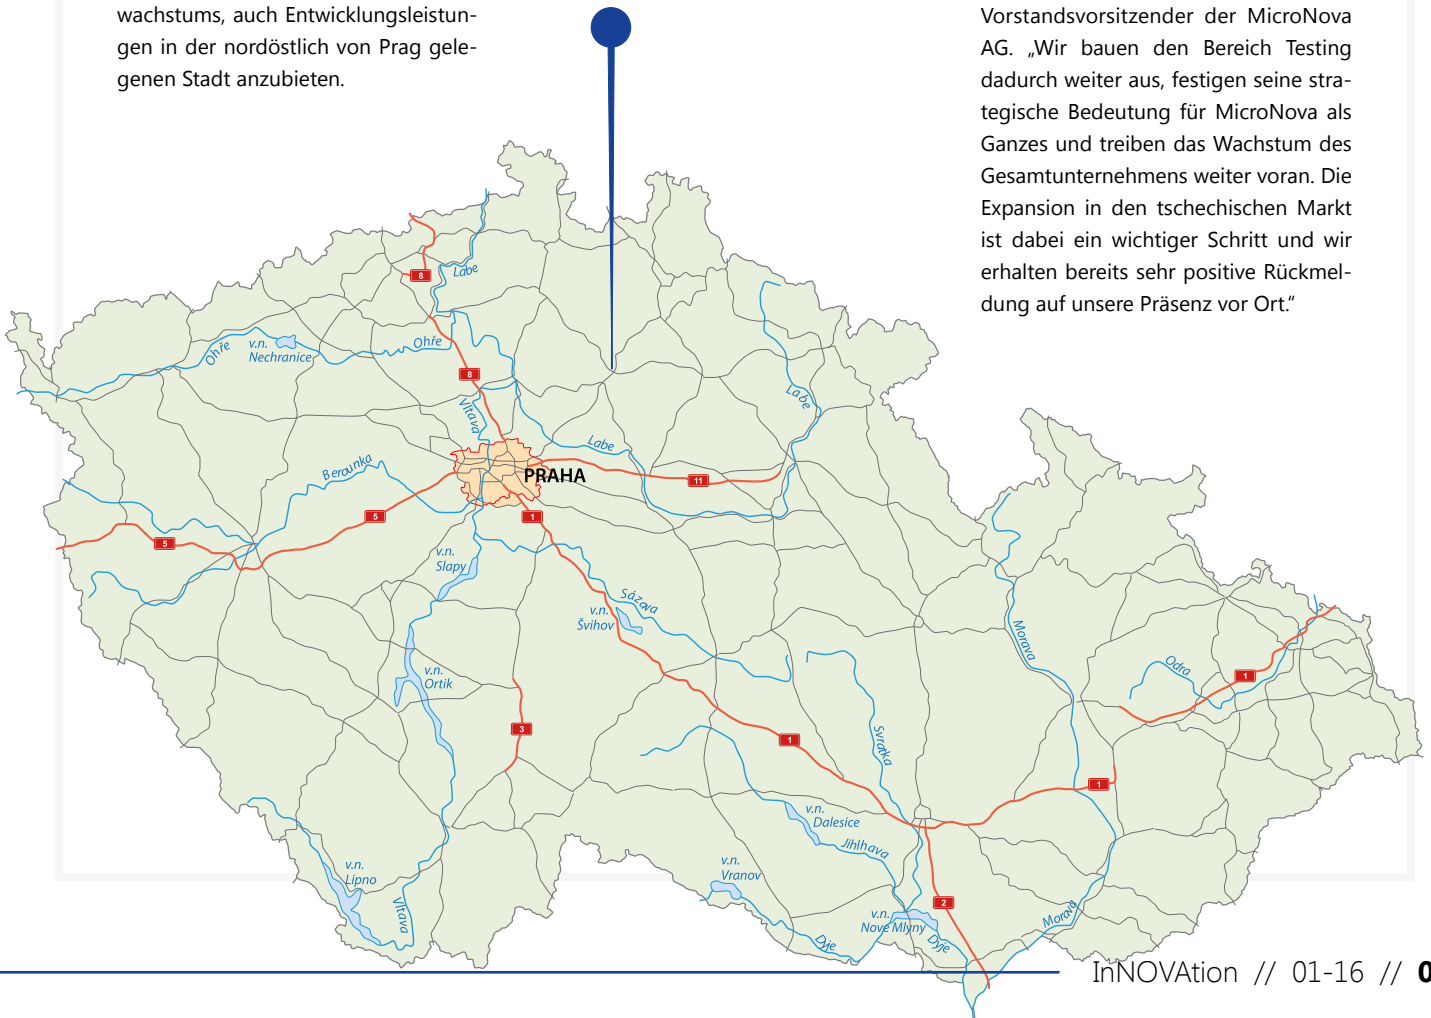 wachstums, auch Entwicklungsleistun-
gen in der nordöstlich von Prag gele-
genen Stadt anzubieten.
Vorstandsvorsitzender der MicroNova
AG. „Wir bauen den Bereich Testing
dadurch weiter aus, festigen seine stra-
tegische Bedeutung für MicroNova als
Ganzes und treiben das Wachstum des
Gesamtunternehmens weiter voran. Die
Expansion in den tschechischen Markt
ist dabei ein wichtiger Schritt und wir
erhalten bereits sehr positive Rückmel-
dung auf unsere Präsenz vor Ort.“
8
Labe
Ohře
v.n.
Nechranice
Ohře
8
Vltava
Labe
Labe
Berounka
PRAHA
11
5
1
5
v.n.
Slapy
Sázava
v.n.
Švihov
Morava
v.n.
Ortik
Odra
1
3
1
Svratka
1
v.n.
Dalesice
Jihlhava
v.n.
Lipno
v.n.
Vranov
Vltava
2
v.n.
Nové Mlýny
Morava
Dyje
Dyje
InNOVAtion // 01-16 // 0